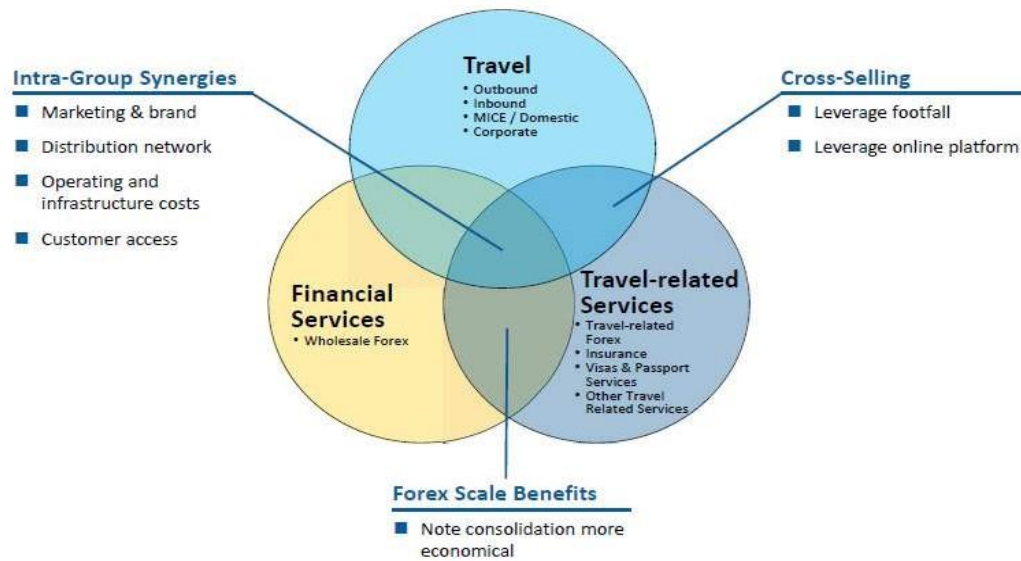 Travel
• Outbound
• Inbound
• MICE / Domestic
• Corporate
Intra-Group Synergies
■ Marketing & brand
■ Distribution network
■ Operating and
infrastructure costs
■ Customer access
Cross-Selling
■ Leverage footfall
■ Leverage online platform
Financial
Services
• Wholesale Forex
Travel-related
Services
• Travel-related
Forex
• Insurance
• Visas & Passport
Services
• Other Travel
Related Services
Forex Scale Benefits
■ Note consolidation more
economical